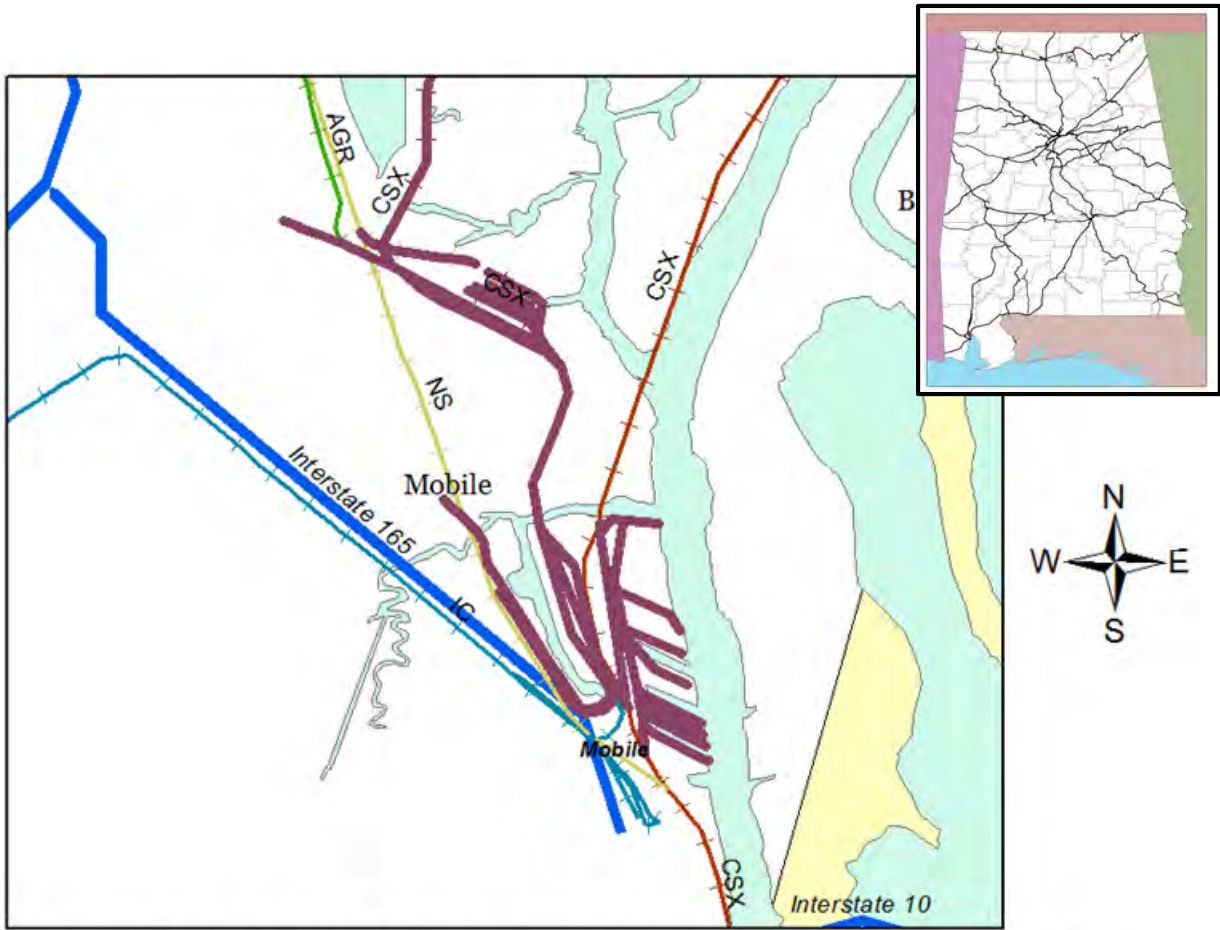 AGR
CSX
B
CSX
CSX
NS
Mobile
Interstate 165
IC
Mobile
CSX
Interstate 10
N
W
E
S